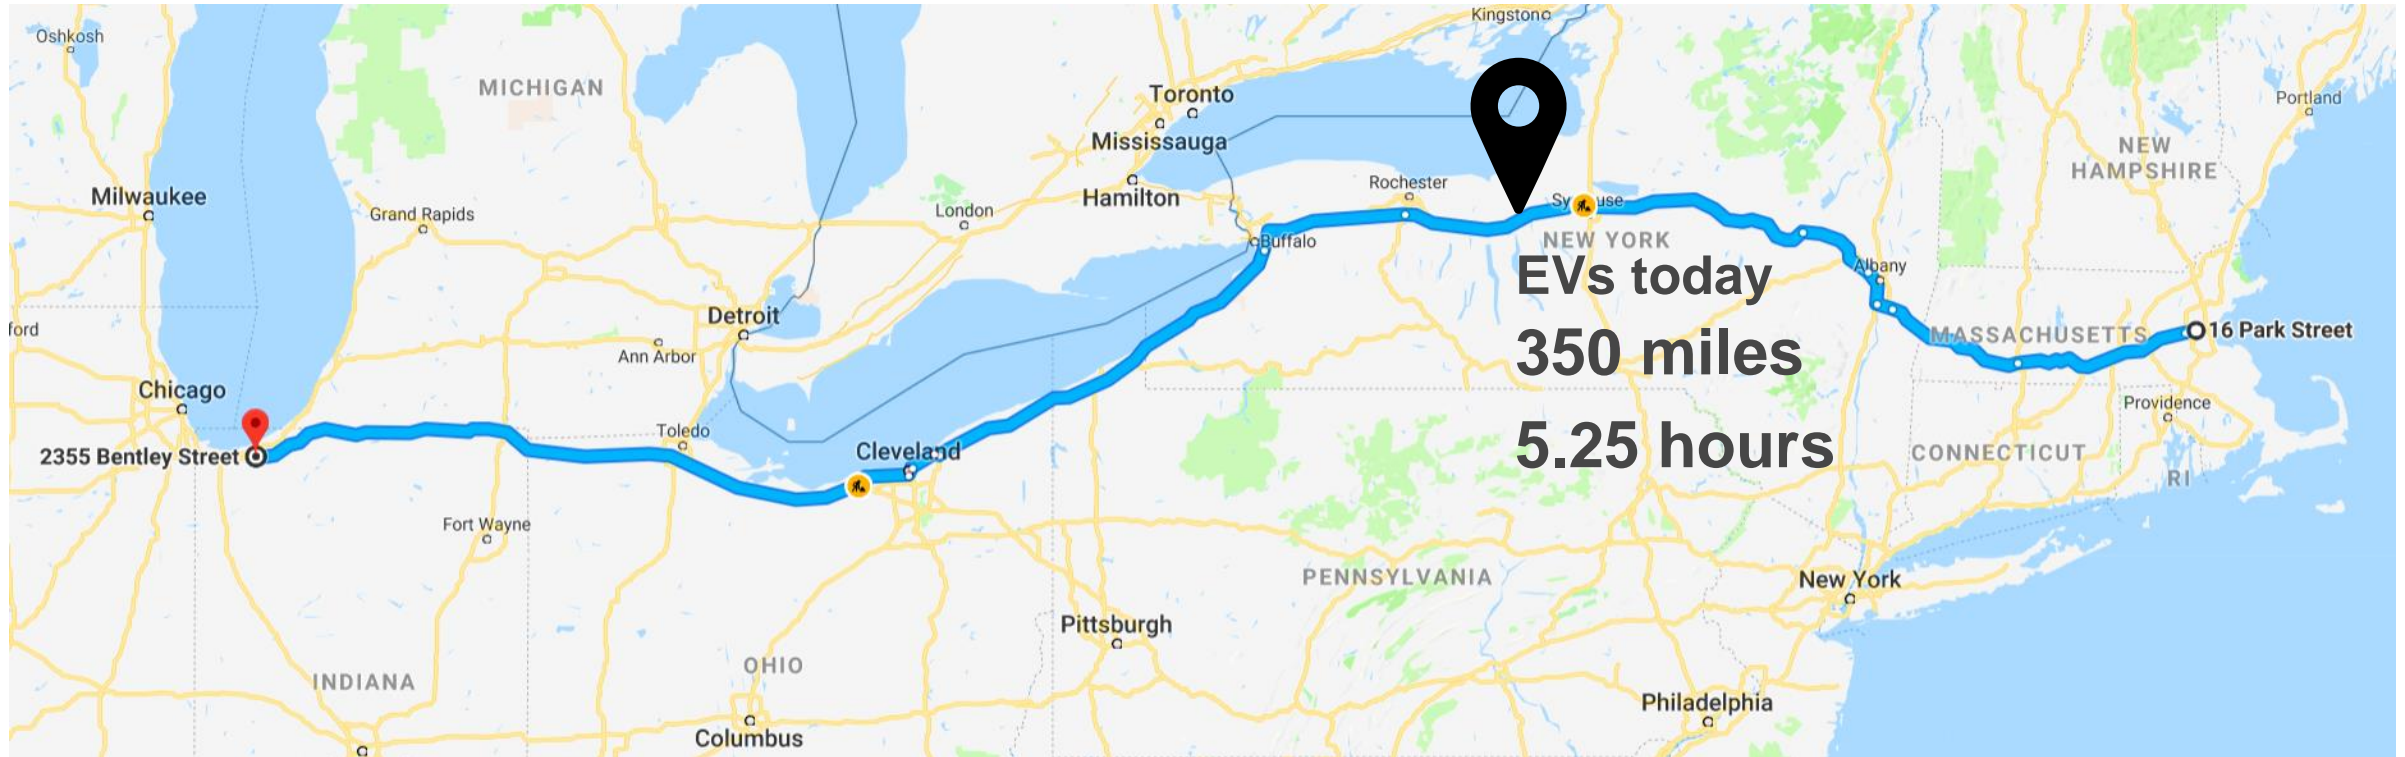 Oshkosh
Kingston
MICHIGAN
Toronto
Portland
Mississauga
NEW
HAMPSHIRE
Milwaukee
Rochester
Hamilton
Grand Rapids
London
Buffalo
NEW YORK
Albany
EVs today
350 miles
5.25 hours
Detroit
ford
Ann Arbor
MASSACHUSETTS
16 Park Street
Chicago
Providence
Toledo
2355 Bentley Street
Cleveland
CONNECTICUT
RI
Fort Wayne
PENNSYLVANIA
New York
Pittsburgh
OHIO
INDIANA
Philadelphia
Columbus